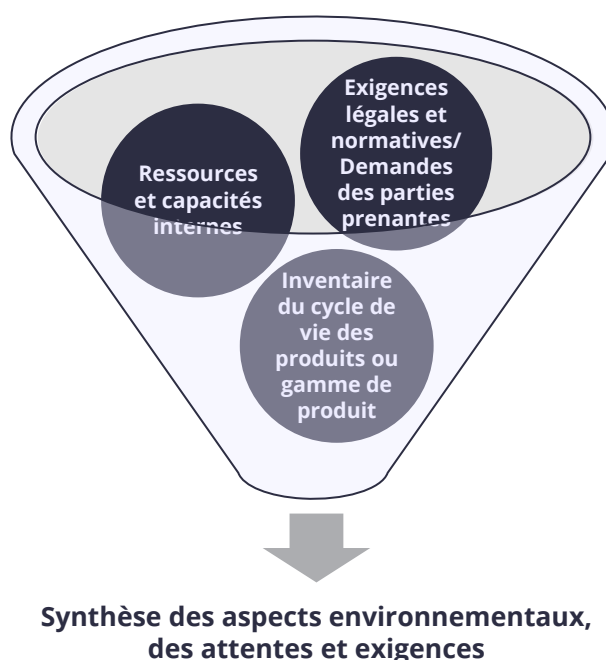 Exigences
légales et
normatives/
Demandes
des parties
prenantes
Ressources
et capacités
internes
Inventaire
du cycle de
vie des
produits ou
gamme de
produit
Synthèse des aspects environnementaux,
des attentes et exigences